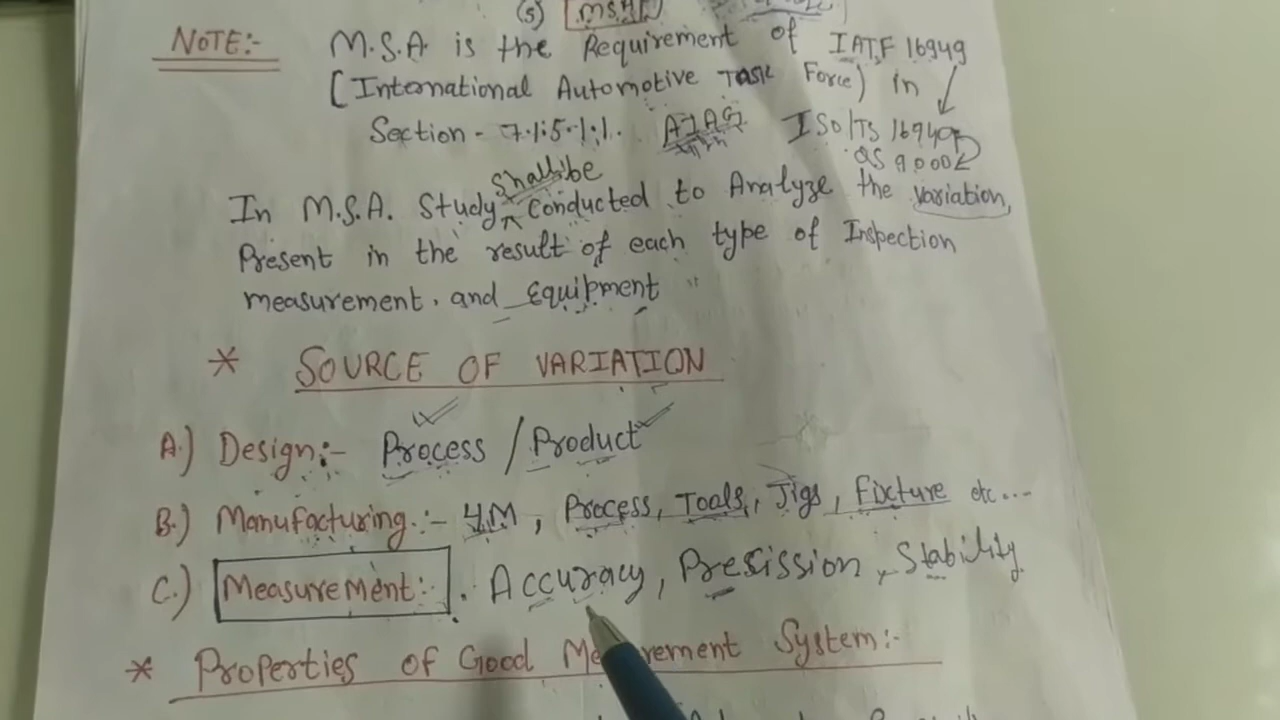 (5) MSA
NOTE:- M.S.A is the Requirement of IATF 16949
[International Automotive Task Force) in
Section - 7.1.5.1.1. AIAG ISO/TS 16949
QS 9000
Shall be
In M.S.A. Study ^ Conducted to Analyze the variation,
Present in the result of each type of Inspection
measurement. and Equipment
* SOURCE OF VARIATION
A.) Design:- Process / Product
B.) Manufacturing:- 4M, Process, Tools, Jigs, Fixture etc...
C.) Measurement:- Accuracy, Presission, Stability
* Properties of Good Measurement System:-